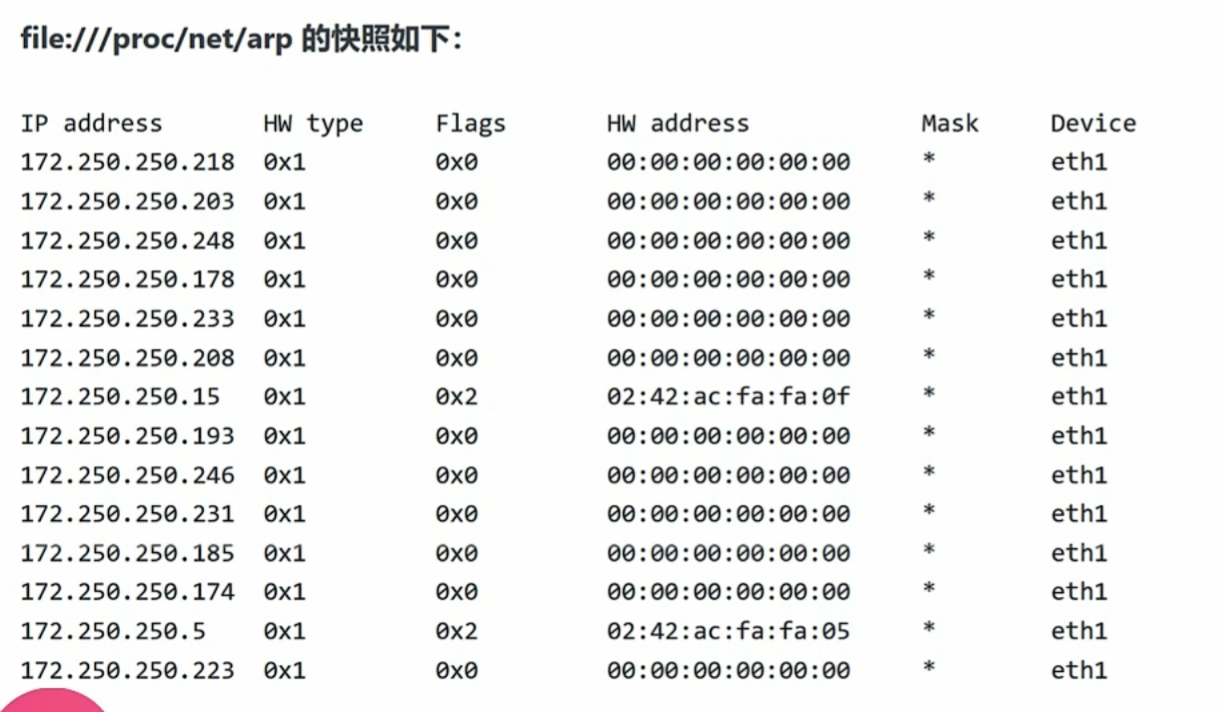 file:///proc/net/arp 的快照如下：
IP address HW type Flags HW address Mask Device
172.250.250.218 0x1 0x0 00:00:00:00:00:00 * eth1
172.250.250.203 0x1 0x0 00:00:00:00:00:00 * eth1
172.250.250.248 0x1 0x0 00:00:00:00:00:00 * eth1
172.250.250.178 0x1 0x0 00:00:00:00:00:00 * eth1
172.250.250.233 0x1 0x0 00:00:00:00:00:00 * eth1
172.250.250.208 0x1 0x0 00:00:00:00:00:00 * eth1
172.250.250.15 0x1 0x2 02:42:ac:fa:fa:0f * eth1
172.250.250.193 0x1 0x0 00:00:00:00:00:00 * eth1
172.250.250.246 0x1 0x0 00:00:00:00:00:00 * eth1
172.250.250.231 0x1 0x0 00:00:00:00:00:00 * eth1
172.250.250.185 0x1 0x0 00:00:00:00:00:00 * eth1
172.250.250.174 0x1 0x0 00:00:00:00:00:00 * eth1
172.250.250.5 0x1 0x2 02:42:ac:fa:fa:05 * eth1
172.250.250.223 0x1 0x0 00:00:00:00:00:00 * eth1